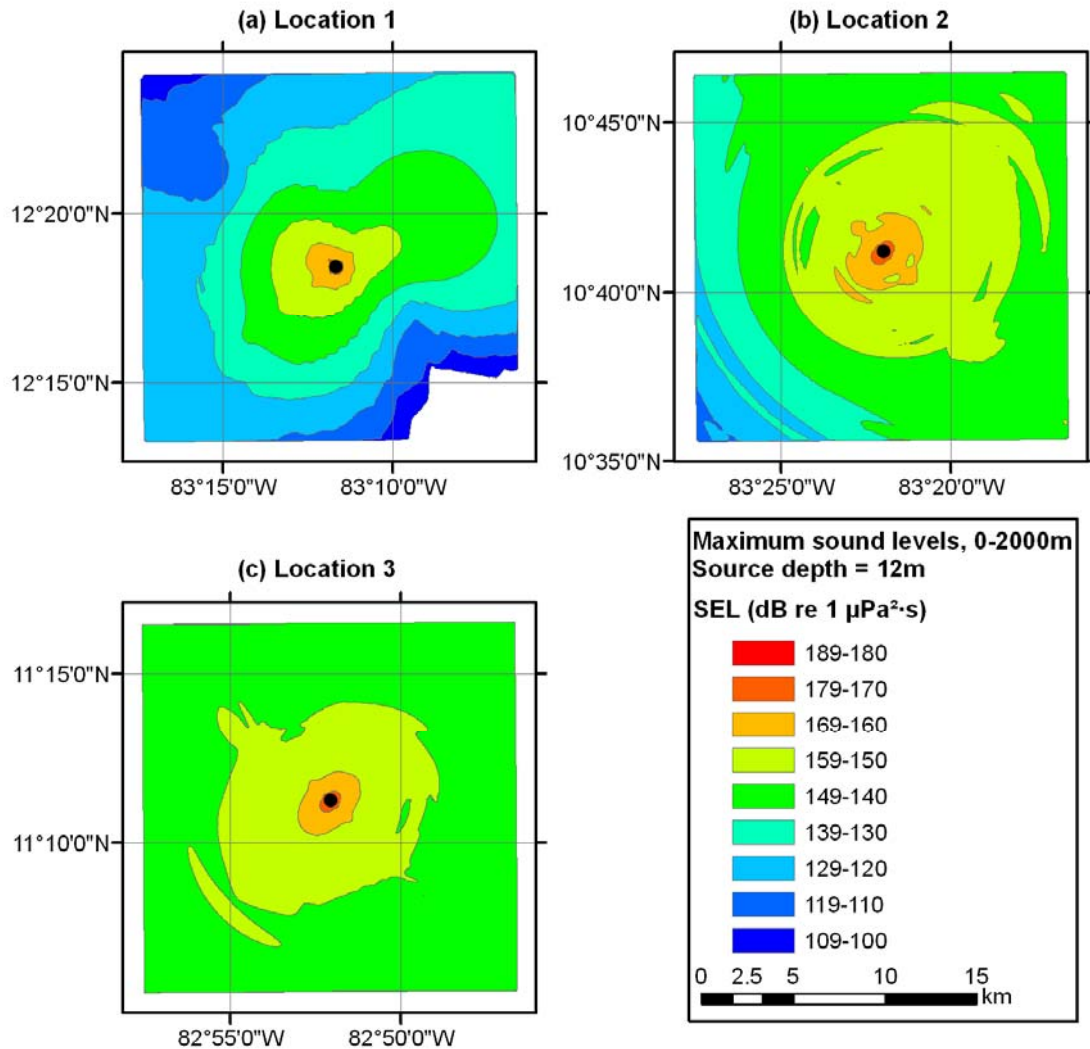 (a) Location 1
12°20'0"N
12°15'0"N
83°15'0"W 83°10'0"W
(b) Location 2
10°45'0"N
10°40'0"N
10°35'0"N
83°25'0"W 83°20'0"W
(c) Location 3
11°15'0"N
11°10'0"N
82°55'0"W 82°50'0"W
Maximum sound levels, 0-2000m
Source depth = 12m
SEL (dB re 1 µPa²·s)
189-180
179-170
169-160
159-150
149-140
139-130
129-120
119-110
109-100
0 2.5 5 10 15
km